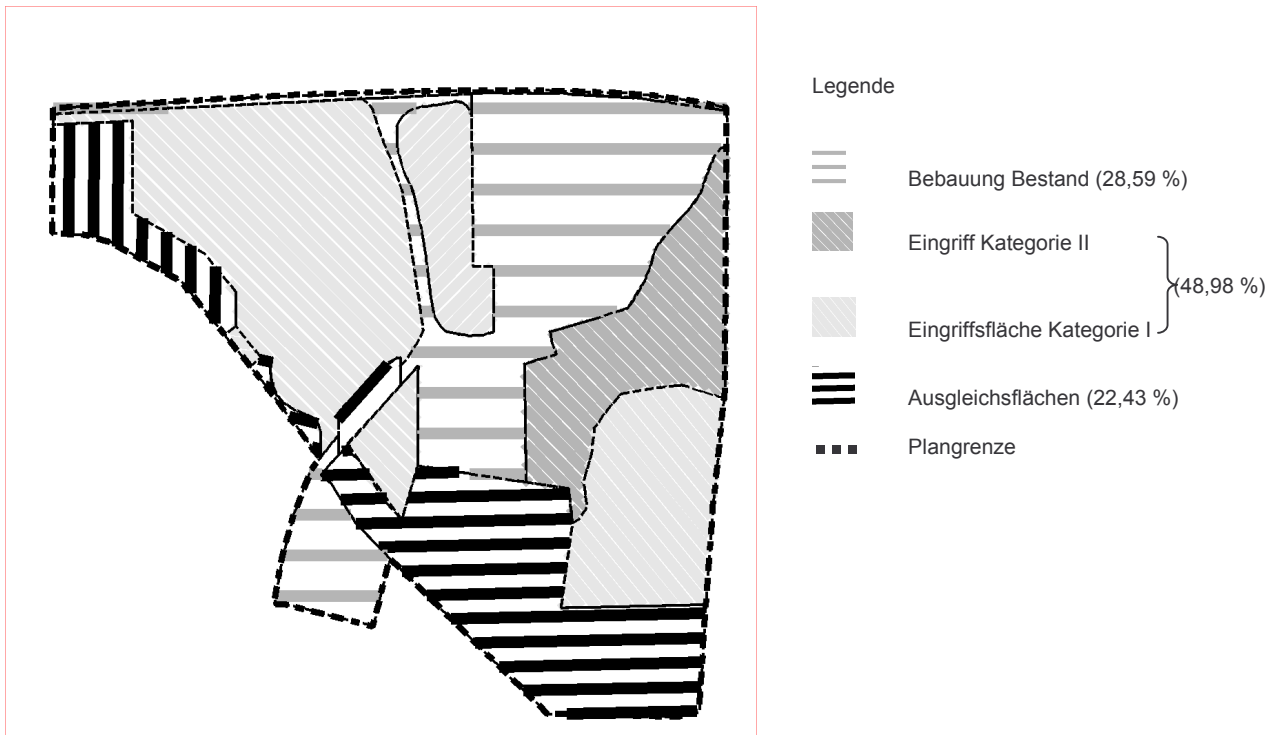 Legende
Bebauung Bestand (28,59 %)
Eingriff Kategorie II
(48,98 %)
Eingriffsfläche Kategorie I
Ausgleichsflächen (22,43 %)
Plangrenze